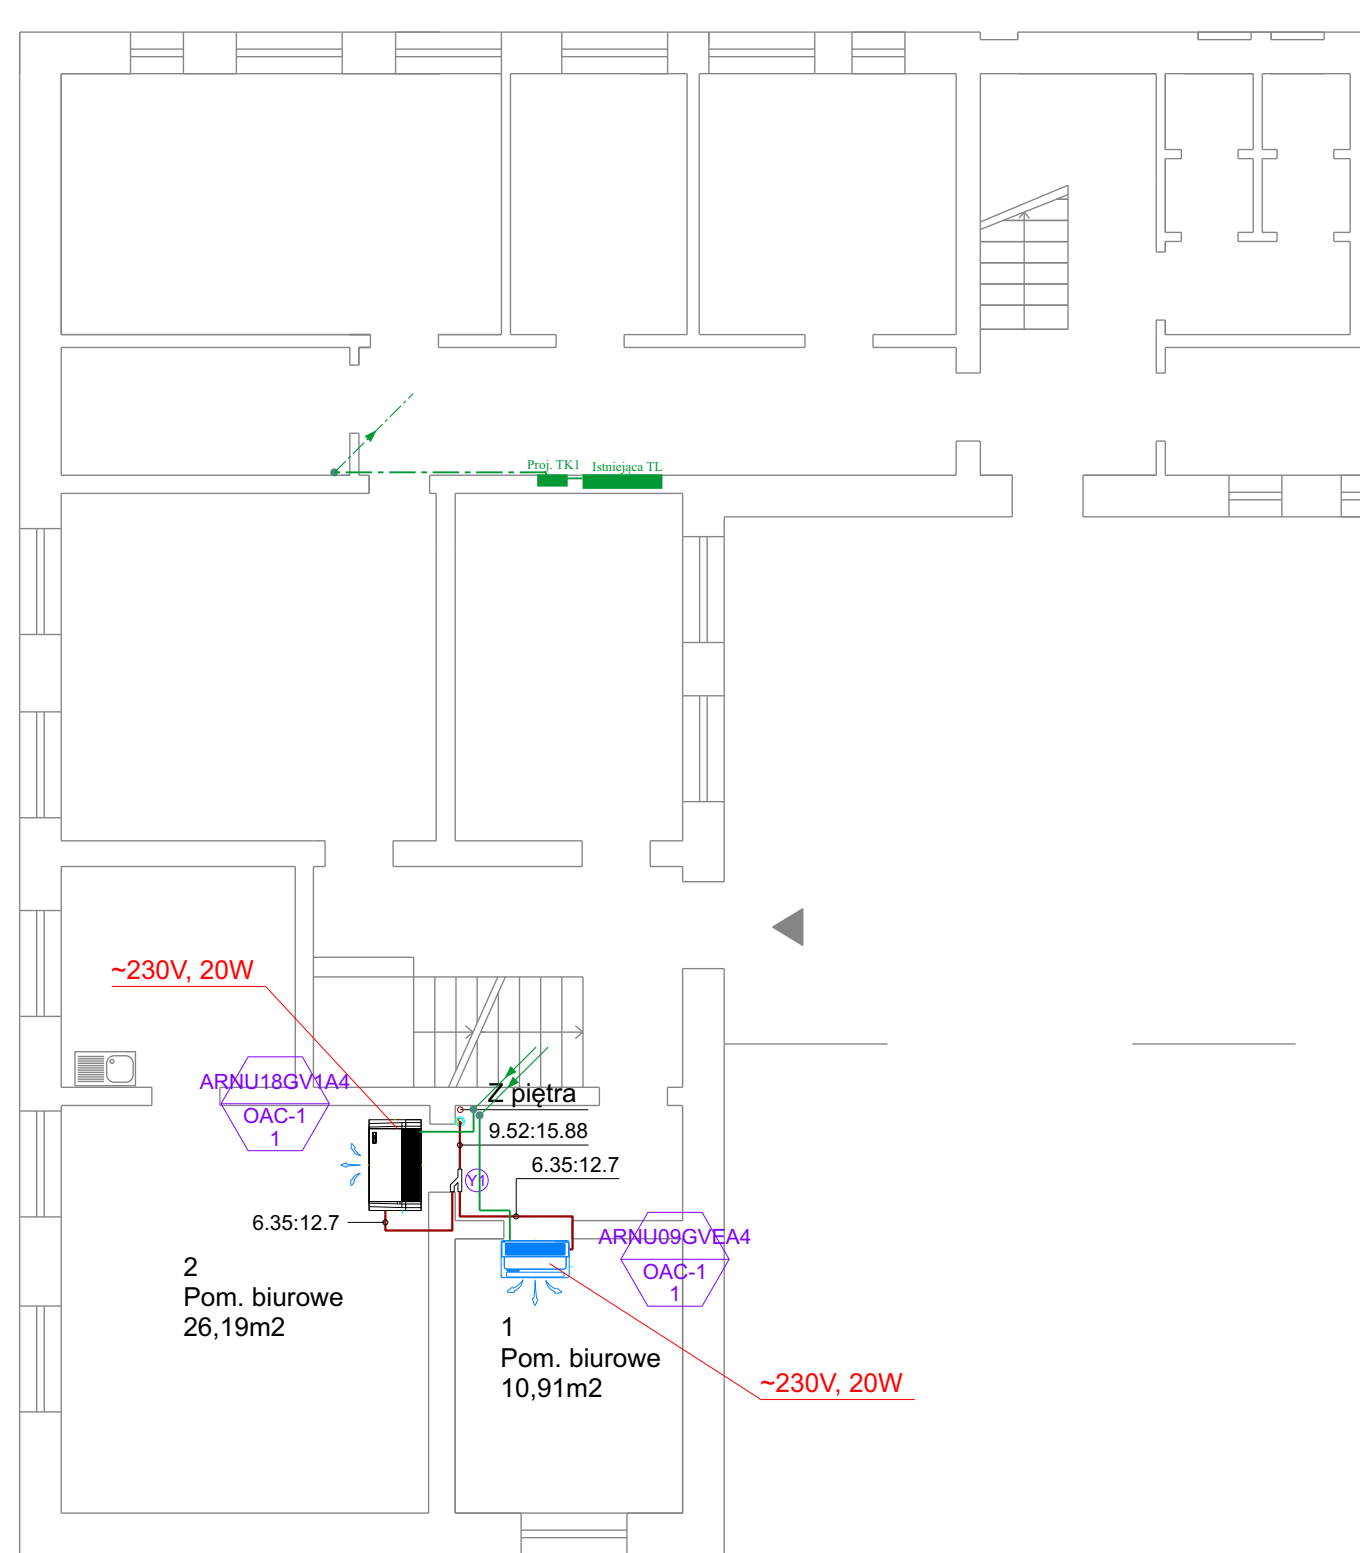 Proj. TK1
Istniejąca TL
~230V, 20W
ARNU18GV1A4
OAC-1
1
Z piętra
9.52:15.88
6.35:12.7
Y1
6.35:12.7
ARNU09GVEA4
OAC-1
1
2
Pom. biurowe
26,19m2
1
Pom. biurowe
10,91m2
~230V, 20W